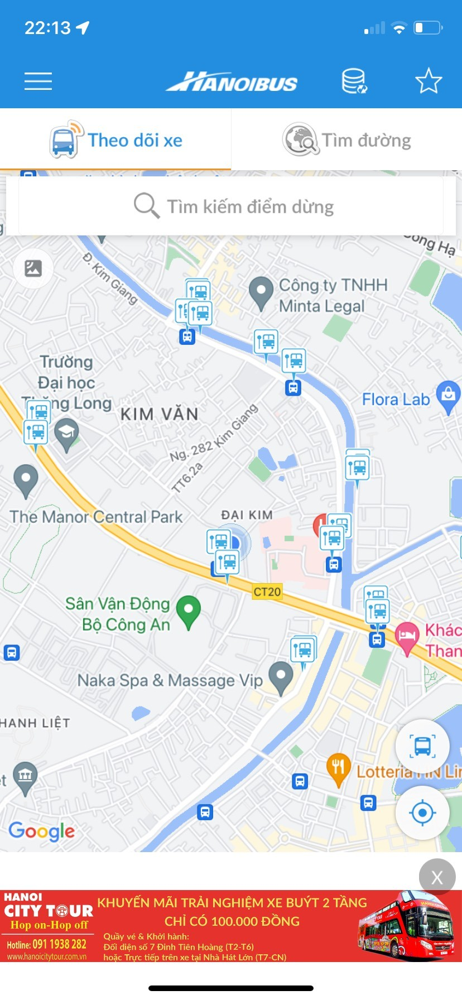 22:13
HANOIBUS
Theo dõi xe
Tìm đường
Tìm kiếm điểm dừng
Đ. Kim Giang
Công ty TNHH
Minta Legal
Trường
Đại học
Thăng Long
KIM VĂN
Flora Lab
Ng. 282 Kim Giang
TT6.2a
The Manor Central Park
ĐẠI KIM
CT20
Sân Vận Động
Bộ Công An
Khác
Than
Naka Spa & Massage Vip
HANH LIỆT
Lotteria HN Lin
Google
X
HANOI
CITY TOUR
Hop on-Hop off
Hotline: 091 1938 282
www.hanoicitytour.com.vn
KHUYẾN MÃI TRẢI NGHIỆM XE BUÝT 2 TẦNG
CHỈ CÓ 100.000 ĐỒNG
Quầy vé & Khởi hành:
Đối diện số 7 Đinh Tiên Hoàng (T2-T6)
hoặc Trực tiếp trên xe tại Nhà Hát Lớn (T7-CN)